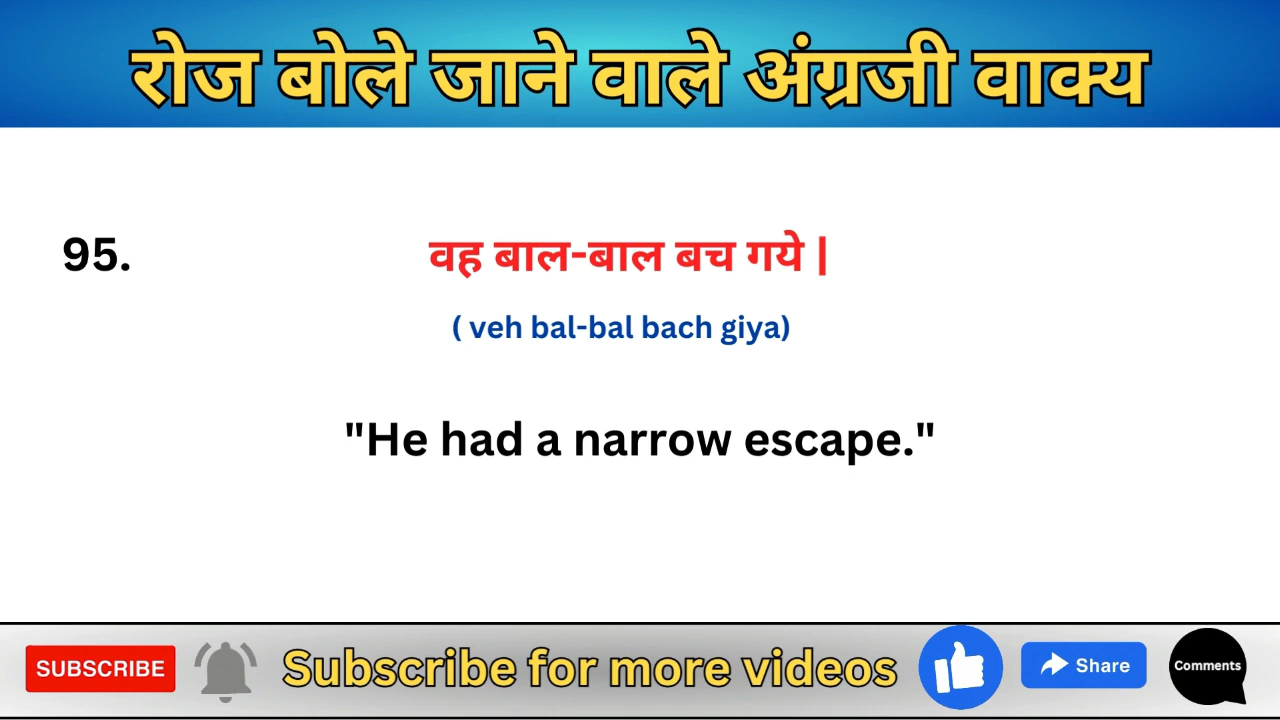 रोज बोले जाने वाले अंग्रजी वाक्य
95. वह बाल-बाल बच गये |
( veh bal-bal bach giya)
"He had a narrow escape."
SUBSCRIBE Subscribe for more videos Share Comments